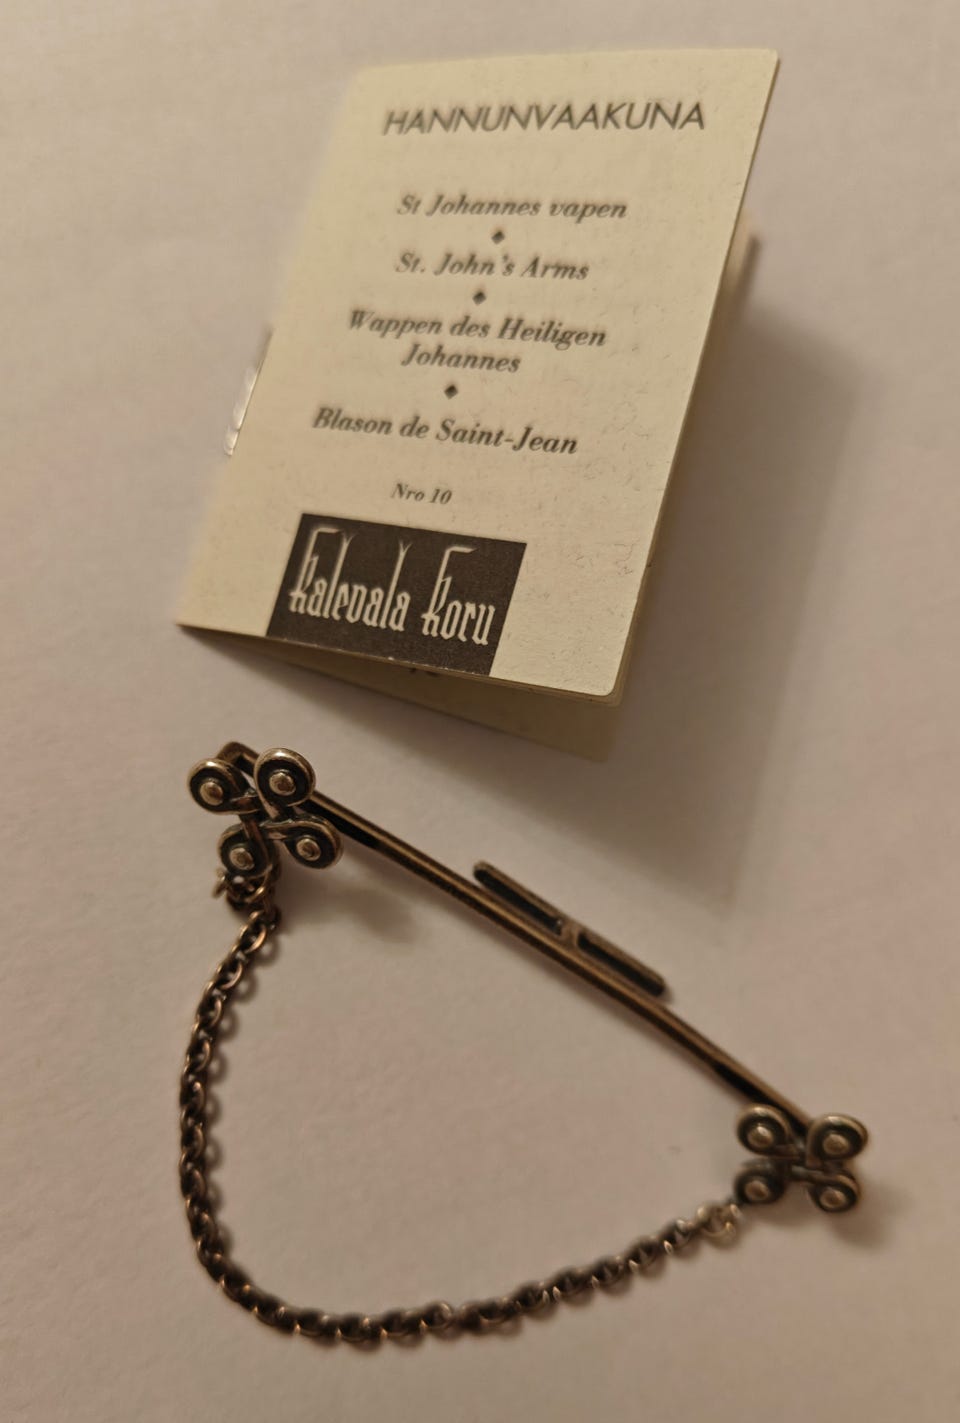 HANNUNVAAKUNA
St Johannes vapen
St. John's Arms
Wappen des Heiligen
Johannes
Blason de Saint-Jean
Nro 10
Kalevala Koru